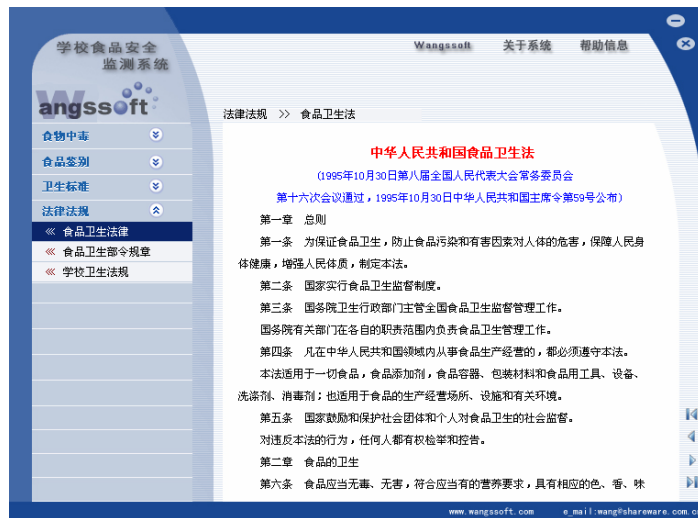 学校食品安全
监测系统
Wangssoft 关于系统 帮助信息
Wangssoft
法律法规 >> 食品卫生法
食物中毒
食品鉴别
卫生标准
法律法规
食品卫生法律
食品卫生部令规章
学校卫生法规
中华人民共和国食品卫生法
(1995年10月30日第八届全国人民代表大会常务委员会
第十六次会议通过，1995年10月30日中华人民共和国主席令第59号公布)
第一章 总则
第一条 为保证食品卫生，防止食品污染和有害因素对人体的危害，保障人民身
体健康，增强人民体质，制定本法。
第二条 国家实行食品卫生监督制度。
第三条 国务院卫生行政部门主管全国食品卫生监督管理工作。
国务院有关部门在各自的职责范围内负责食品卫生管理工作。
第四条 凡在中华人民共和国领域内从事食品生产经营的，都必须遵守本法。
本法适用于一切食品，食品添加剂，食品容器、包装材料和食品用工具、设备、
洗涤剂、消毒剂；也适用于食品的生产经营场所、设施和有关环境。
第五条 国家鼓励和保护社会团体和个人对食品卫生的社会监督。
对违反本法的行为，任何人都有权检举和控告。
第二章 食品的卫生
第六条 食品应当无毒、无害，符合应当有的营养要求，具有相应的色、香、味
www.wangssoft.com e_mail:wang@shareware.com.c